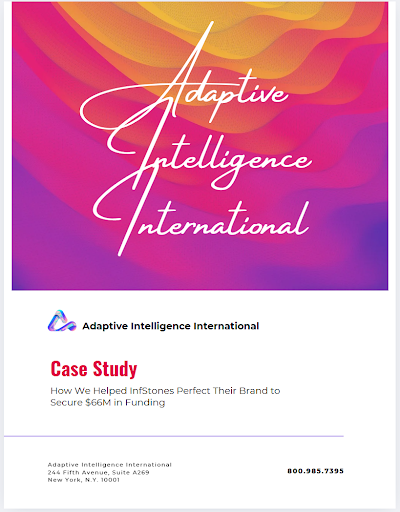 Adaptive
Intelligence
International
Adaptive Intelligence International
Case Study
How We Helped InfStones Perfect Their Brand to
Secure $66M in Funding
Adaptive Intelligence International
244 Fifth Avenue, Suite A269
New York, N.Y. 10001
800.985.7395